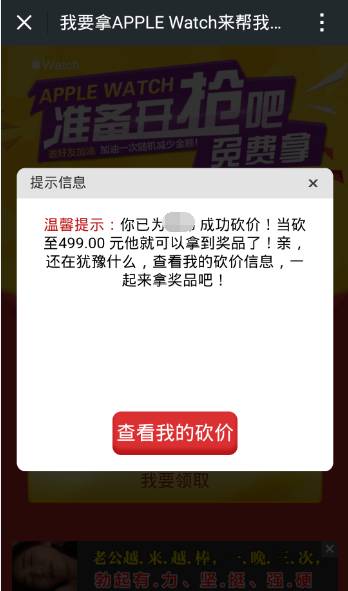 我要拿APPLE Watch来帮我...
Watch
APPLE WATCH
准备开抢吧
邀好友加油,加油一次随机减少金额!
免费拿
提示信息
温馨提示：你已为 成功砍价！当砍
至499.00 元他就可以拿到奖品了！亲，
还在犹豫什么，查看我的砍价信息，一
起来拿奖品吧！
查看我的砍价
我要领取
老公越.来.越.棒，一.晚.三.次，
勃起有.力、坚.挺、强.硬